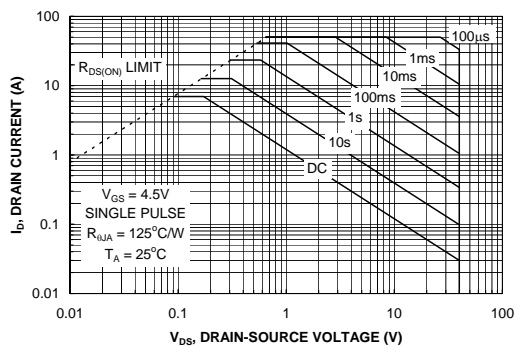 100
10
1
0.1
0.01
I_D, DRAIN CURRENT (A)
R_DS(ON) LIMIT
100µs
1ms
10ms
100ms
1s
10s
DC
V_GS = 4.5V
SINGLE PULSE
R_θJA = 125°C/W
T_A = 25°C
0.01 0.1 1 10 100
V_DS, DRAIN-SOURCE VOLTAGE (V)